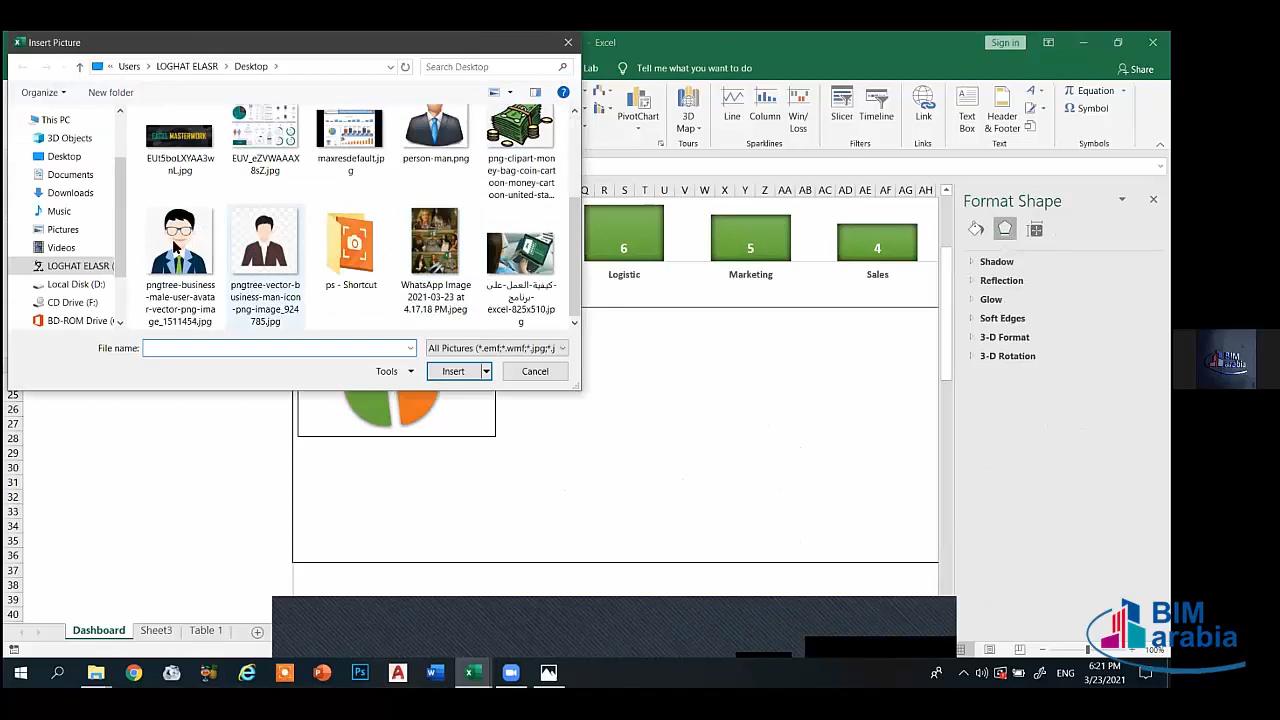 Insert Picture
Excel
Sign in
Users
LOGHAT ELASR
Desktop
Search Desktop
Lab
Tell me what you want to do
Share
Organize
New folder
This PC
3D Objects
Desktop
Documents
Downloads
Music
Pictures
Videos
LOGHAT ELASR (
Local Disk (D:)
CD Drive (F:)
BD-ROM Drive (
EXCEL MASTERWORK
EUt5boLXYAA3w
nL.jpg
EUV_eZVWAAAX
8sZ.jpg
maxresdefault.jp
g
person-man.png
png-clipart-mon
ey-bag-coin-cart
oon-money-cart
oon-united-sta...
pngtree-business
-male-user-avata
r-vector-png-ima
ge_1511454.jpg
pngtree-vector-b
usiness-man-icon
-png-image_924
785.jpg
ps - Shortcut
WhatsApp Image
2021-03-23 at
4.17.18 PM.jpeg
كيفية-العمل-على-
برنامج-
excel-825x510.jp
g
File name:
All Pictures (*.emf;*.wmf;*.jpg;*.j
Tools
Insert
Cancel
PivotChart
3D
Map
Tours
Line
Column
Win/
Loss
Sparklines
Slicer
Timeline
Filters
Link
Links
Text
Box
Header
& Footer
Text
Equation
Symbol
Symbols
Q R S T U V W X Y Z AA AB AC AD AE AF AG AH
6
5
4
Logistic
Marketing
Sales
Format Shape
Shadow
Reflection
Glow
Soft Edges
3-D Format
3-D Rotation
25
26
27
28
29
30
31
32
33
34
35
36
37
38
39
40
Dashboard
Sheet3
Table 1
100%
BIM
arabia
BIM
arabia
ENG
6:21 PM
3/23/2021